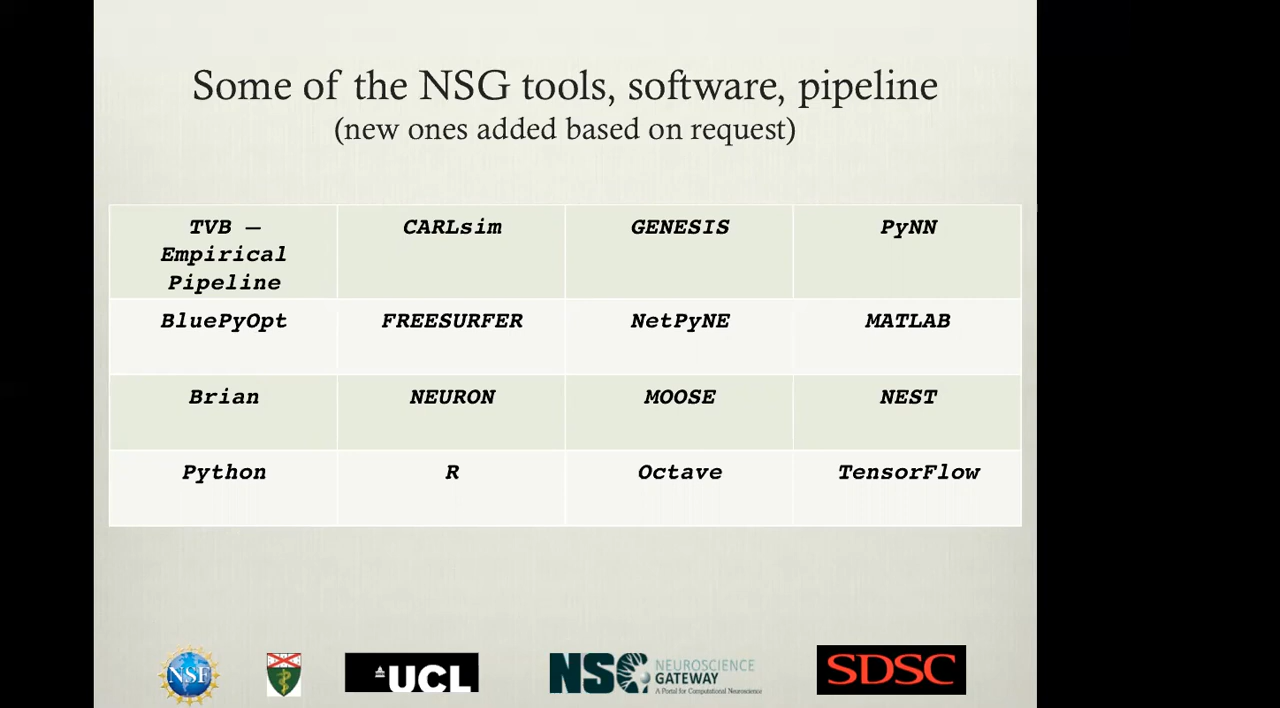 Some of the NSG tools, software, pipeline
(new ones added based on request)
TVB – Empirical Pipeline
CARLsim
GENESIS
PyNN
BluePyOpt
FREESURFER
NetPyNE
MATLAB
Brian
NEURON
MOOSE
NEST
Python
R
Octave
TensorFlow
NSF
UCL
NSG
NEUROSCIENCE
GATEWAY
A Portal for Computational Neuroscience
SDSC